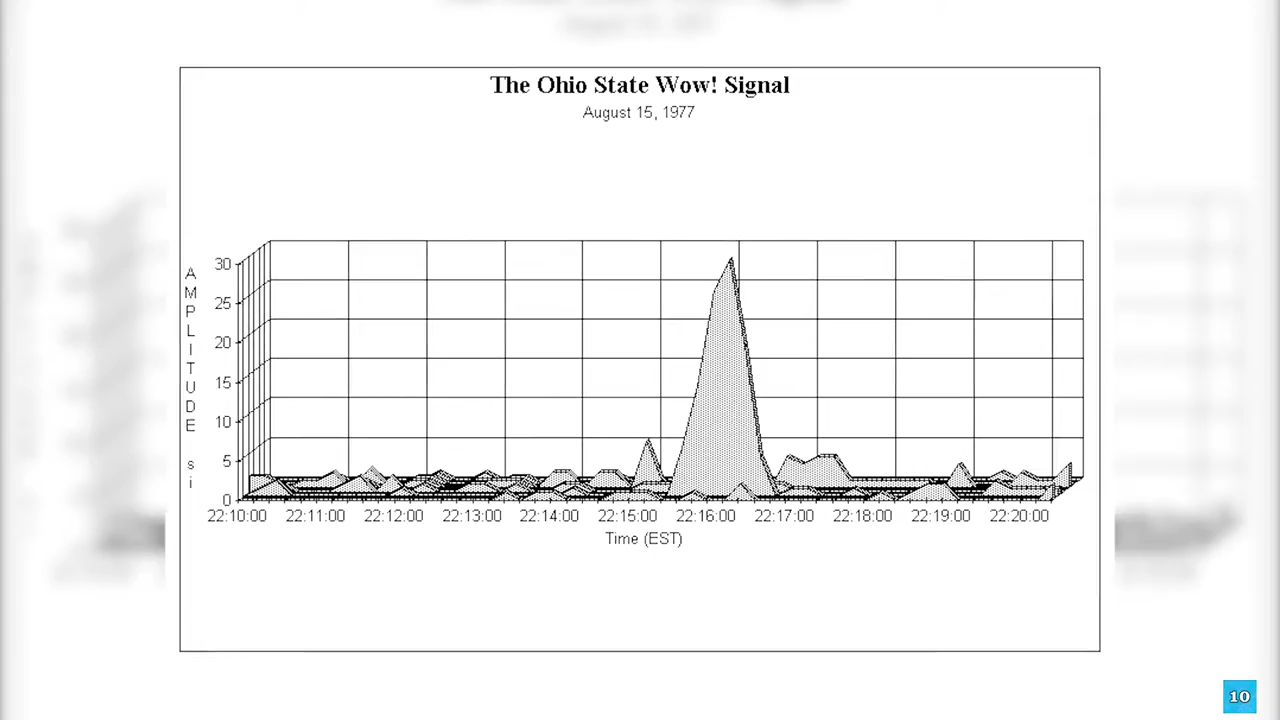 The Ohio State Wow! Signal
August 15, 1977
AMPLITUDE si
30
25
20
15
10
5
0
22:10:00 22:11:00 22:12:00 22:13:00 22:14:00 22:15:00 22:16:00 22:17:00 22:18:00 22:19:00 22:20:00
Time (EST)
10